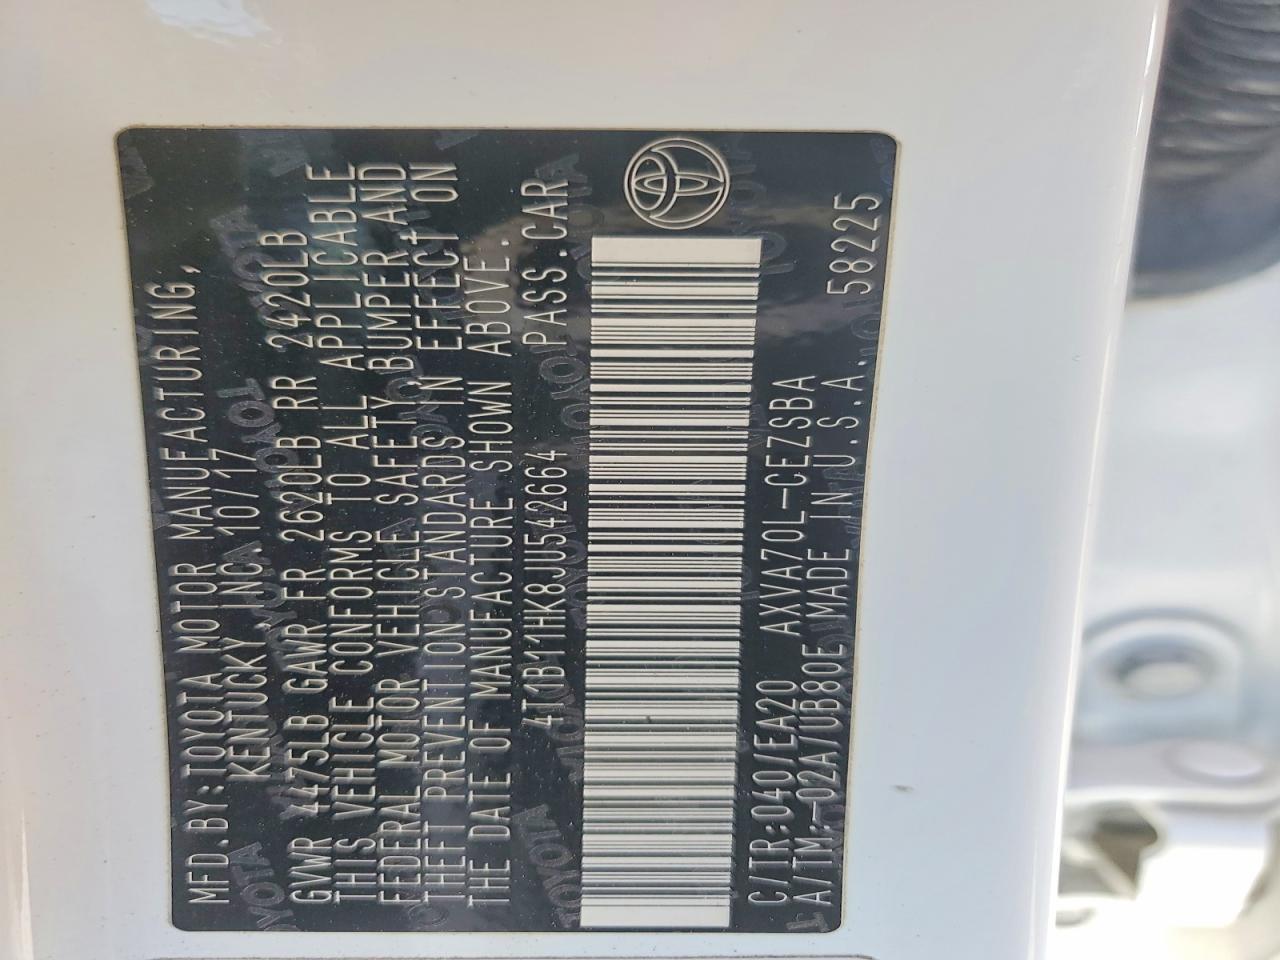 MFD.BY:TOYOTA MOTOR MANUFACTURING,
KENTUCKY,INC. 10/17
GVWR 4475LB GAWR FR 2620LB RR 2420LB
THIS VEHICLE CONFORMS TO ALL APPLICABLE
FEDERAL MOTOR VEHICLE SAFETY,BUMPER,AND
THEFT PREVENTION STANDARDS IN EFFECT ON
THE DATE OF MANUFACTURE SHOWN ABOVE.
4T1B11HK8JU542664 PASS.CAR
C/TR:040/EA20 AXVA70L-CEZSBA
A/TM:-02A/UB80E MADE IN U.S.A. 58225